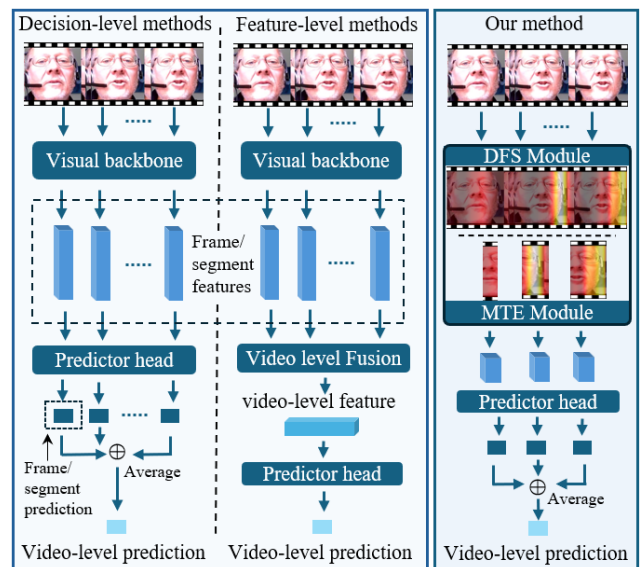 Decision-level methods
Visual backbone
Frame/
segment
features
Predictor head
Frame/
segment
prediction
Average
Video-level prediction
Feature-level methods
Visual backbone
Video level Fusion
video-level feature
Predictor head
Video-level prediction
Our method
DFS Module
MTE Module
Predictor head
Average
Video-level prediction